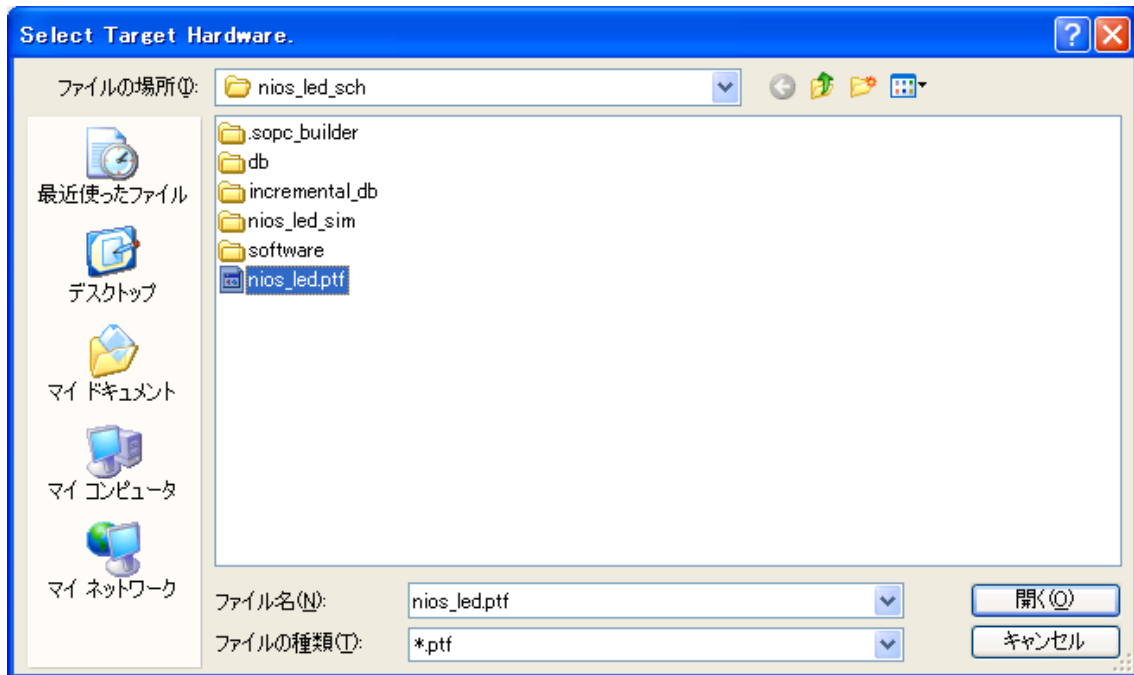 Select Target Hardware.
ファイルの場所(I):
nios_led_sch
.sopc_builder
db
incremental_db
nios_led_sim
software
nios_led.ptf
最近使ったファイル
デスクトップ
マイ ドキュメント
マイ コンピュータ
マイ ネットワーク
ファイル名(N):
nios_led.ptf
開く(O)
ファイルの種類(T):
*.ptf
キャンセル